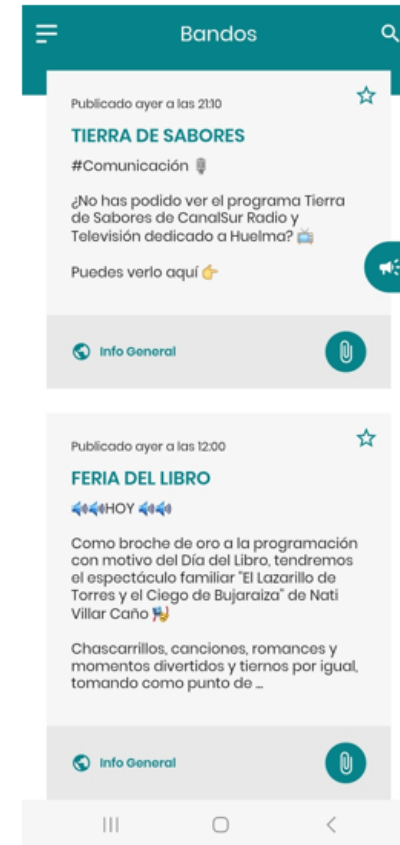 Bandos
Publicado ayer a las 21:10
TIERRA DE SABORES
#Comunicación 🎙️
¿No has podido ver el programa Tierra
de Sabores de CanalSur Radio y
Televisión dedicado a Huelma? 📺
Puedes verlo aquí 👉
Info General
Publicado ayer a las 12:00
FERIA DEL LIBRO
🔊🔊HOY 🔊🔊
Como broche de oro a la programación
con motivo del Día del Libro, tendremos
el espectáculo familiar "El Lazarillo de
Torres y el Ciego de Bujaraiza" de Nati
Villar Caño 🎭
Chascarrillos, canciones, romances y
momentos divertidos y tiernos por igual,
tomando como punto de ...
Info General